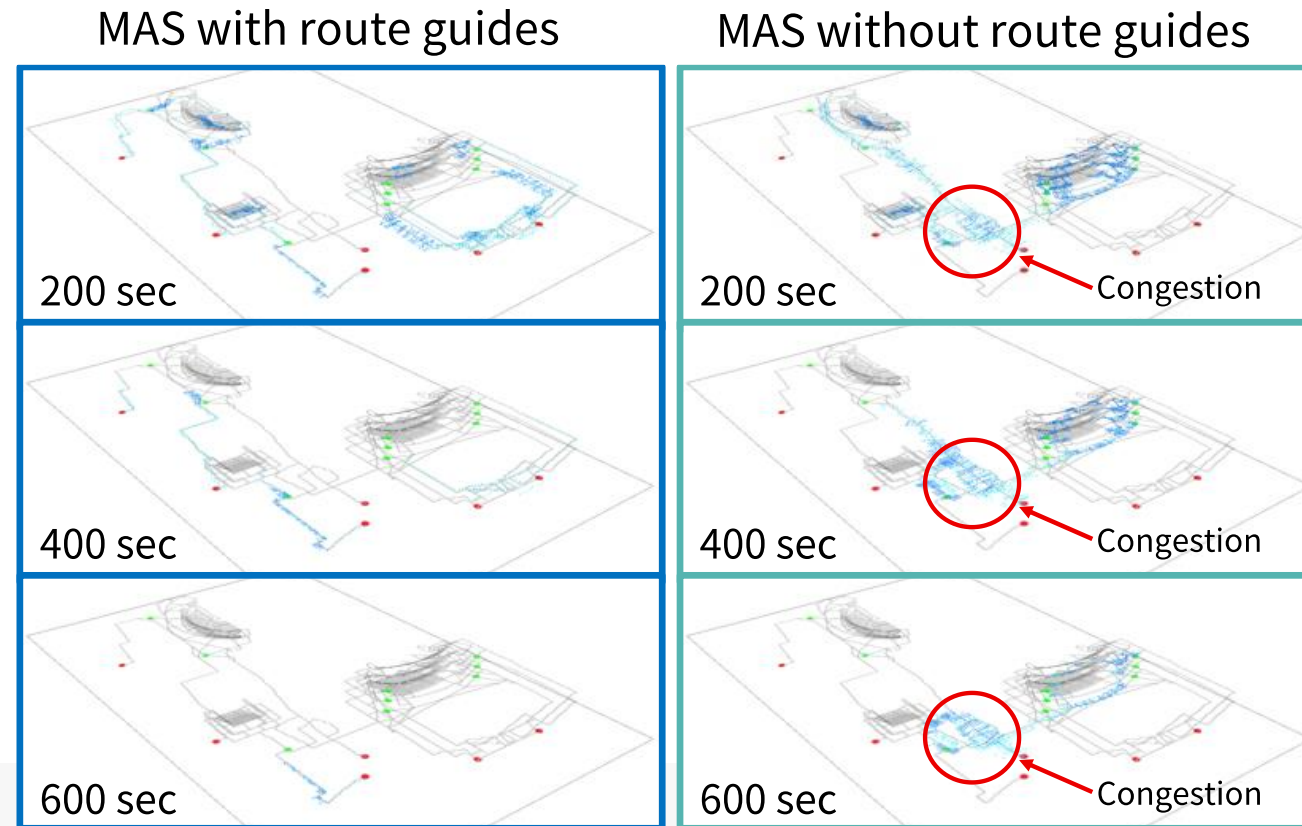 MAS with route guides
MAS without route guides
200 sec
200 sec
Congestion
400 sec
400 sec
Congestion
600 sec
600 sec
Congestion